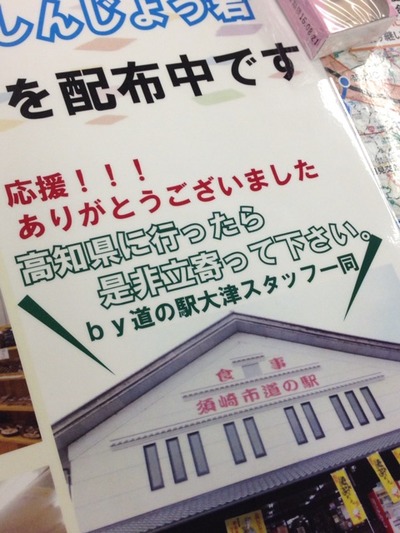 しんじょう君
を配布中です
応援！！！
ありがとうございました
高知県に行ったら
是非立寄って下さい。
by道の駅大津スタッフ一同
食事
須崎市道の駅